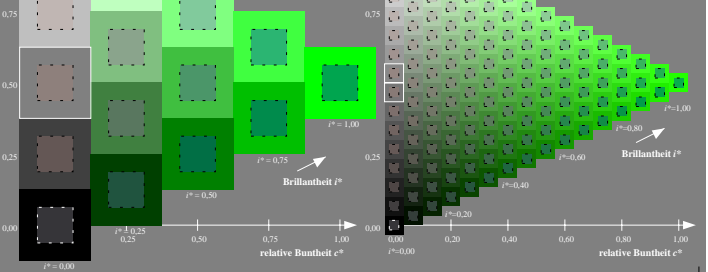 0,75
0,50
0,25
0,00
i* = 1,00
i* = 0,75
i* = 0,50
i* = 0,25
i* = 0,00
Brillantheit i*
0,25
0,50
0,75
1,00
relative Buntheit c*
0,75
0,50
0,25
0,00
i*=1,00
i*=0,80
i*=0,60
i*=0,40
i*=0,20
i*=0,00
Brillantheit i*
0,00
0,20
0,40
0,60
0,80
1,00
relative Buntheit c*